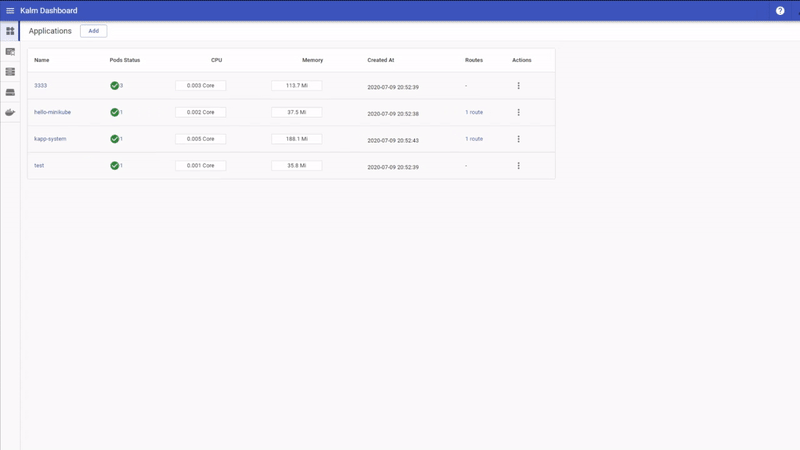 Kalm Dashboard
Applications Add
Name Pods Status CPU Memory Created At Routes Actions
3333 3 0.003 Core 113.7 Mi 2020-07-09 20:52:39 -
hello-minikube 1 0.002 Core 37.5 Mi 2020-07-09 20:52:38 1 route
kapp-system 1 0.005 Core 188.1 Mi 2020-07-09 20:52:43 1 route
test 1 0.001 Core 35.8 Mi 2020-07-09 20:52:39 -